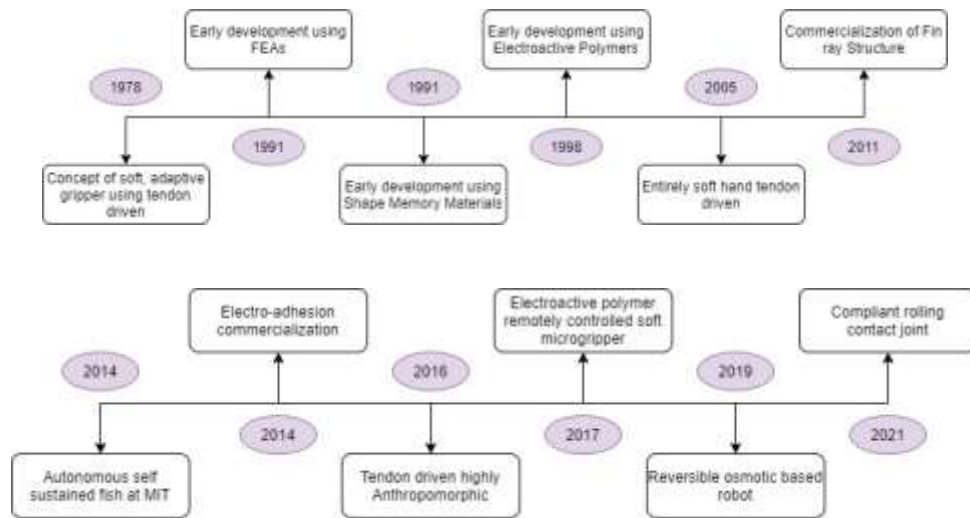 Early development using
FEAs
Early development using
Electroactive Polymers
Commercialization of Fin
ray Structure
1978
1991
2005
1991
1998
2011
Concept of soft, adaptive
gripper using tendon
driven
Early development using
Shape Memory Materials
Entirely soft hand tendon
driven
Electro-adhesion
commercialization
Electroactive polymer
remotely controlled soft
microgripper
Compliant rolling
contact joint
2014
2016
2019
2014
2017
2021
Autonomous self
sustained fish at MIT
Tendon driven highly
Anthropomorphic
Reversible osmotic based
robot